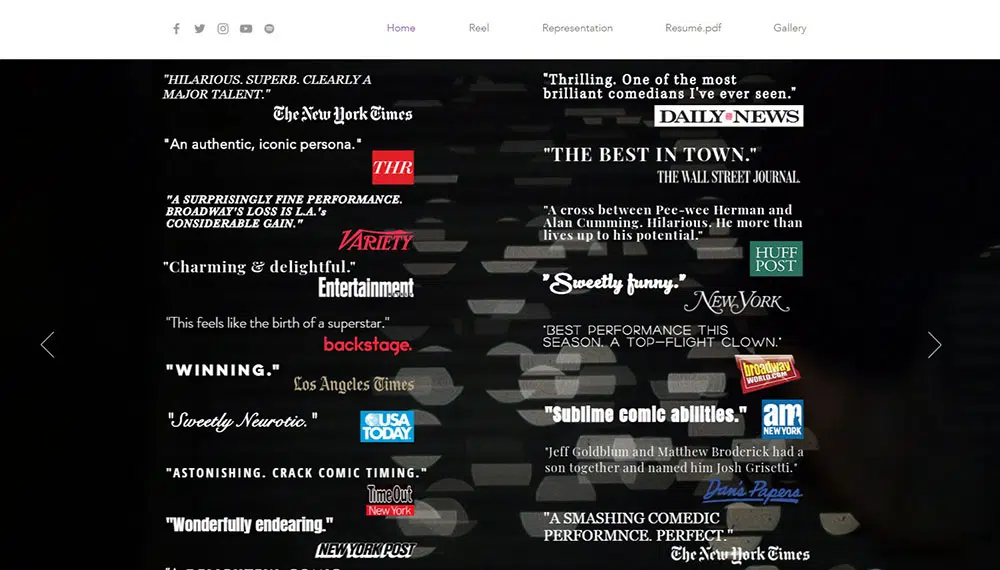 Home
Reel
Representation
Resumé.pdf
Gallery
"HILARIOUS. SUPERB. CLEARLY A
MAJOR TALENT."
The New York Times
"An authentic, iconic persona."
THR
"A SURPRISINGLY FINE PERFORMANCE.
BROADWAY'S LOSS IS L.A.'s
CONSIDERABLE GAIN."
VARIETY
"Charming & delightful."
Entertainment
"This feels like the birth of a superstar."
backstage.
"WINNING."
Los Angeles Times
"Sweetly Neurotic."
USA
TODAY
"ASTONISHING. CRACK COMIC TIMING."
TimeOut
New York
"Wonderfully endearing."
NEW YORK POST
"Thrilling. One of the most
brilliant comedians I've ever seen."
DAILY NEWS
"THE BEST IN TOWN."
THE WALL STREET JOURNAL.
"A cross between Pee-wee Herman and
Alan Cumming. Hilarious. He more than
lives up to his potential."
HUFF
POST
"Sweetly funny."
NEW YORK
"BEST PERFORMANCE THIS
SEASON. A TOP-FLIGHT CLOWN."
broadway
WORLD.COM
"Sublime comic abilities."
am
NEW YORK
"Jeff Goldblum and Matthew Broderick had a
son together and named him Josh Grisetti."
Dan's Papers
"A SMASHING COMEDIC
PERFORMNCE. PERFECT."
The New York Times